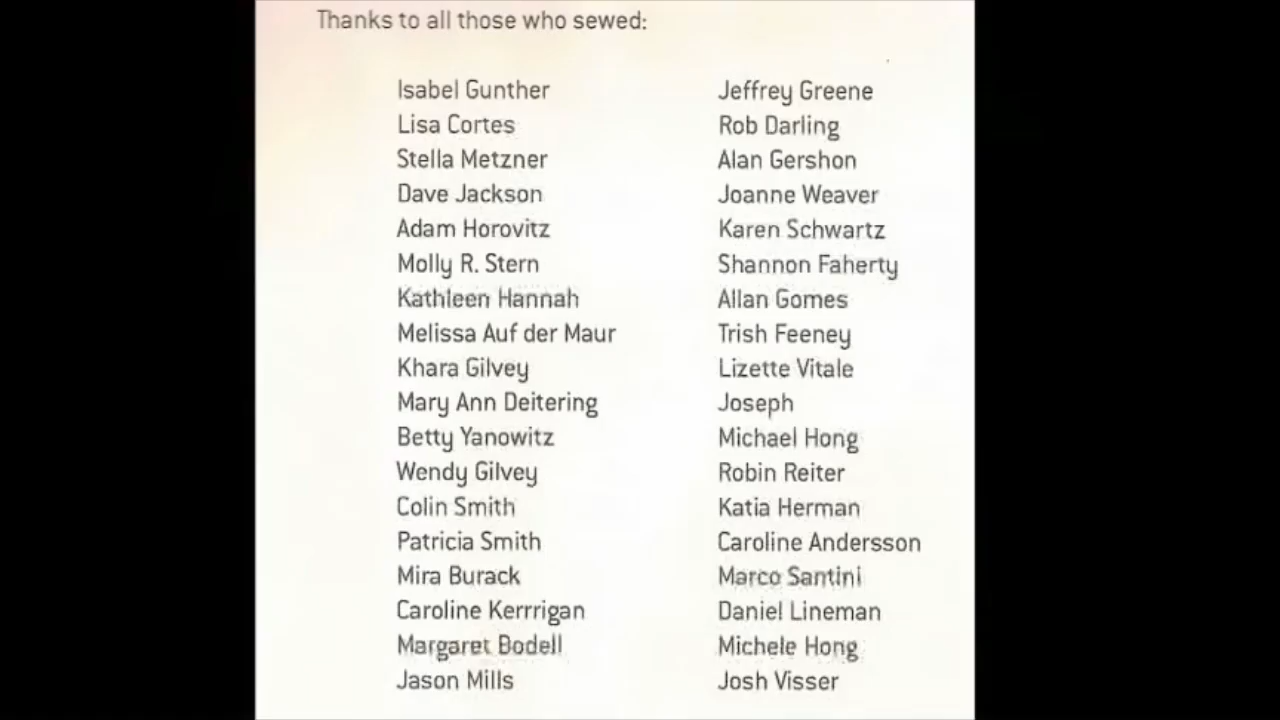 Thanks to all those who sewed:
Isabel Gunther
Lisa Cortes
Stella Metzner
Dave Jackson
Adam Horovitz
Molly R. Stern
Kathleen Hannah
Melissa Auf der Maur
Khara Gilvey
Mary Ann Deitering
Betty Yanowitz
Wendy Gilvey
Colin Smith
Patricia Smith
Mira Burack
Caroline Kerrrigan
Margaret Bodell
Jason Mills
Jeffrey Greene
Rob Darling
Alan Gershon
Joanne Weaver
Karen Schwartz
Shannon Faherty
Allan Gomes
Trish Feeney
Lizette Vitale
Joseph
Michael Hong
Robin Reiter
Katia Herman
Caroline Andersson
Marco Santini
Daniel Lineman
Michele Hong
Josh Visser